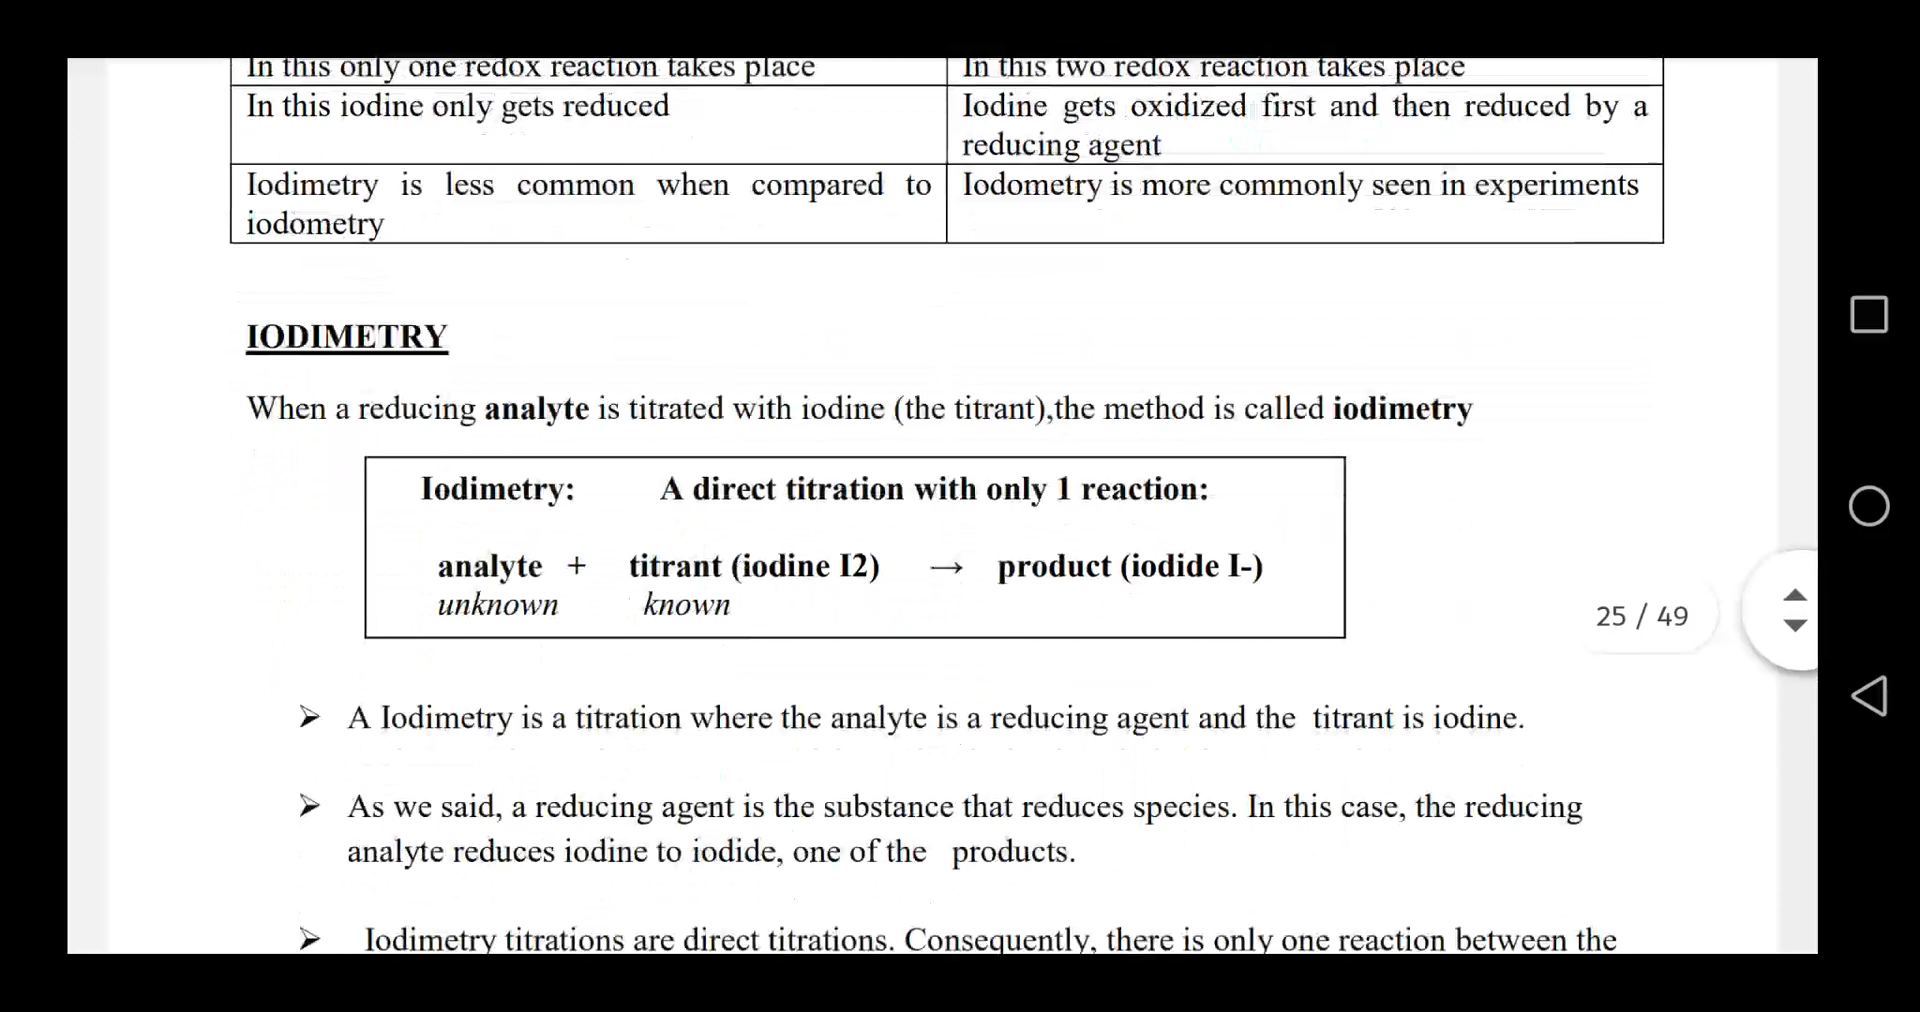 In this only one redox reaction takes place
In this two redox reaction takes place
In this iodine only gets reduced
Iodine gets oxidized first and then reduced by a
reducing agent
Iodimetry is less common when compared to
iodometry
Iodometry is more commonly seen in experiments
IODIMETRY
When a reducing analyte is titrated with iodine (the titrant),the method is called iodimetry
Iodimetry: A direct titration with only 1 reaction:
analyte + titrant (iodine I2) → product (iodide I-)
unknown known
25 / 49
➢ A Iodimetry is a titration where the analyte is a reducing agent and the titrant is iodine.
➢ As we said, a reducing agent is the substance that reduces species. In this case, the reducing
analyte reduces iodine to iodide, one of the products.
➢ Iodimetry titrations are direct titrations. Consequently, there is only one reaction between the